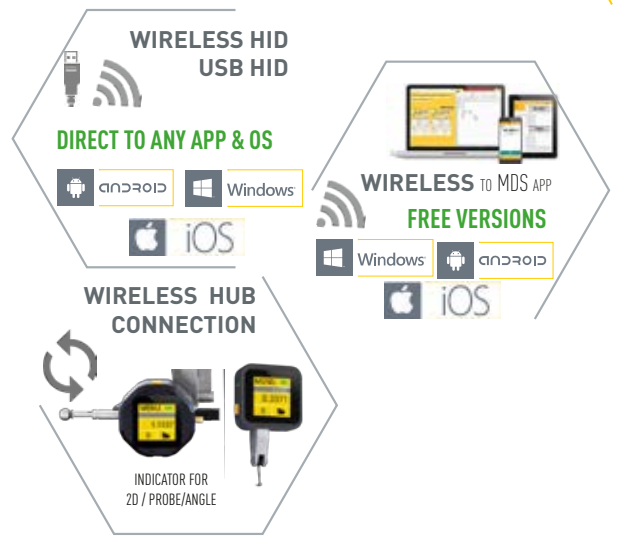 WIRELESS HID
USB HID
DIRECT TO ANY APP & OS
ANDROID
Windows
iOS
WIRELESS TO MDS APP
FREE VERSIONS
Windows
ANDROID
iOS
WIRELESS HUB
CONNECTION
INDICATOR FOR
2D / PROBE/ANGLE